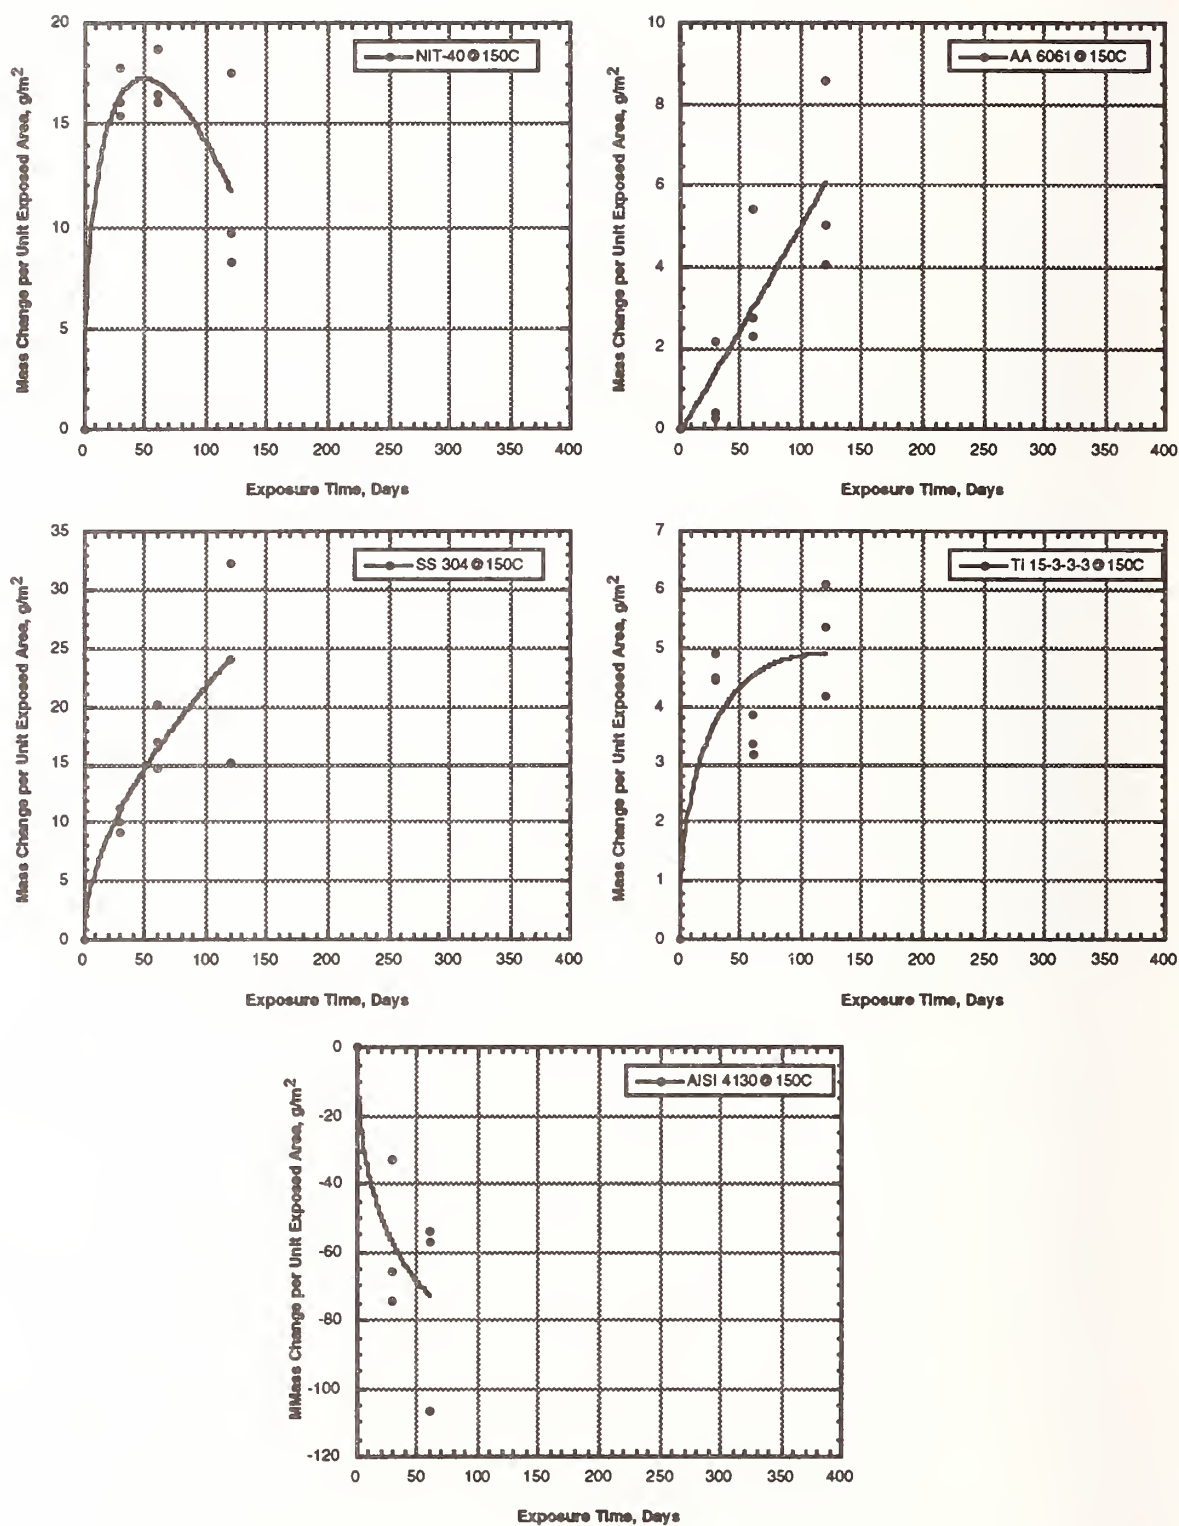 20
15
10
5
0
Mass Change per Unit Exposed Area, g/m²
NIT-40 @ 150C
0 50 100 150 200 250 300 350 400
Exposure Time, Days
10
8
6
4
2
0
Mass Change per Unit Exposed Area, g/m²
AA 6061 @ 150C
0 50 100 150 200 250 300 350 400
Exposure Time, Days
35
30
25
20
15
10
5
0
Mass Change per Unit Exposed Area, g/m²
SS 304 @ 150C
0 50 100 150 200 250 300 350 400
Exposure Time, Days
7
6
5
4
3
2
1
0
Mass Change per Unit Exposed Area, g/m²
Ti 15-3-3-3 @ 150C
0 50 100 150 200 250 300 350 400
Exposure Time, Days
0
-20
-40
-60
-80
-100
-120
MMass Change per Unit Exposed Area, g/m²
AISI 4130 @ 150C
0 50 100 150 200 250 300 350 400
Exposure Time, Days